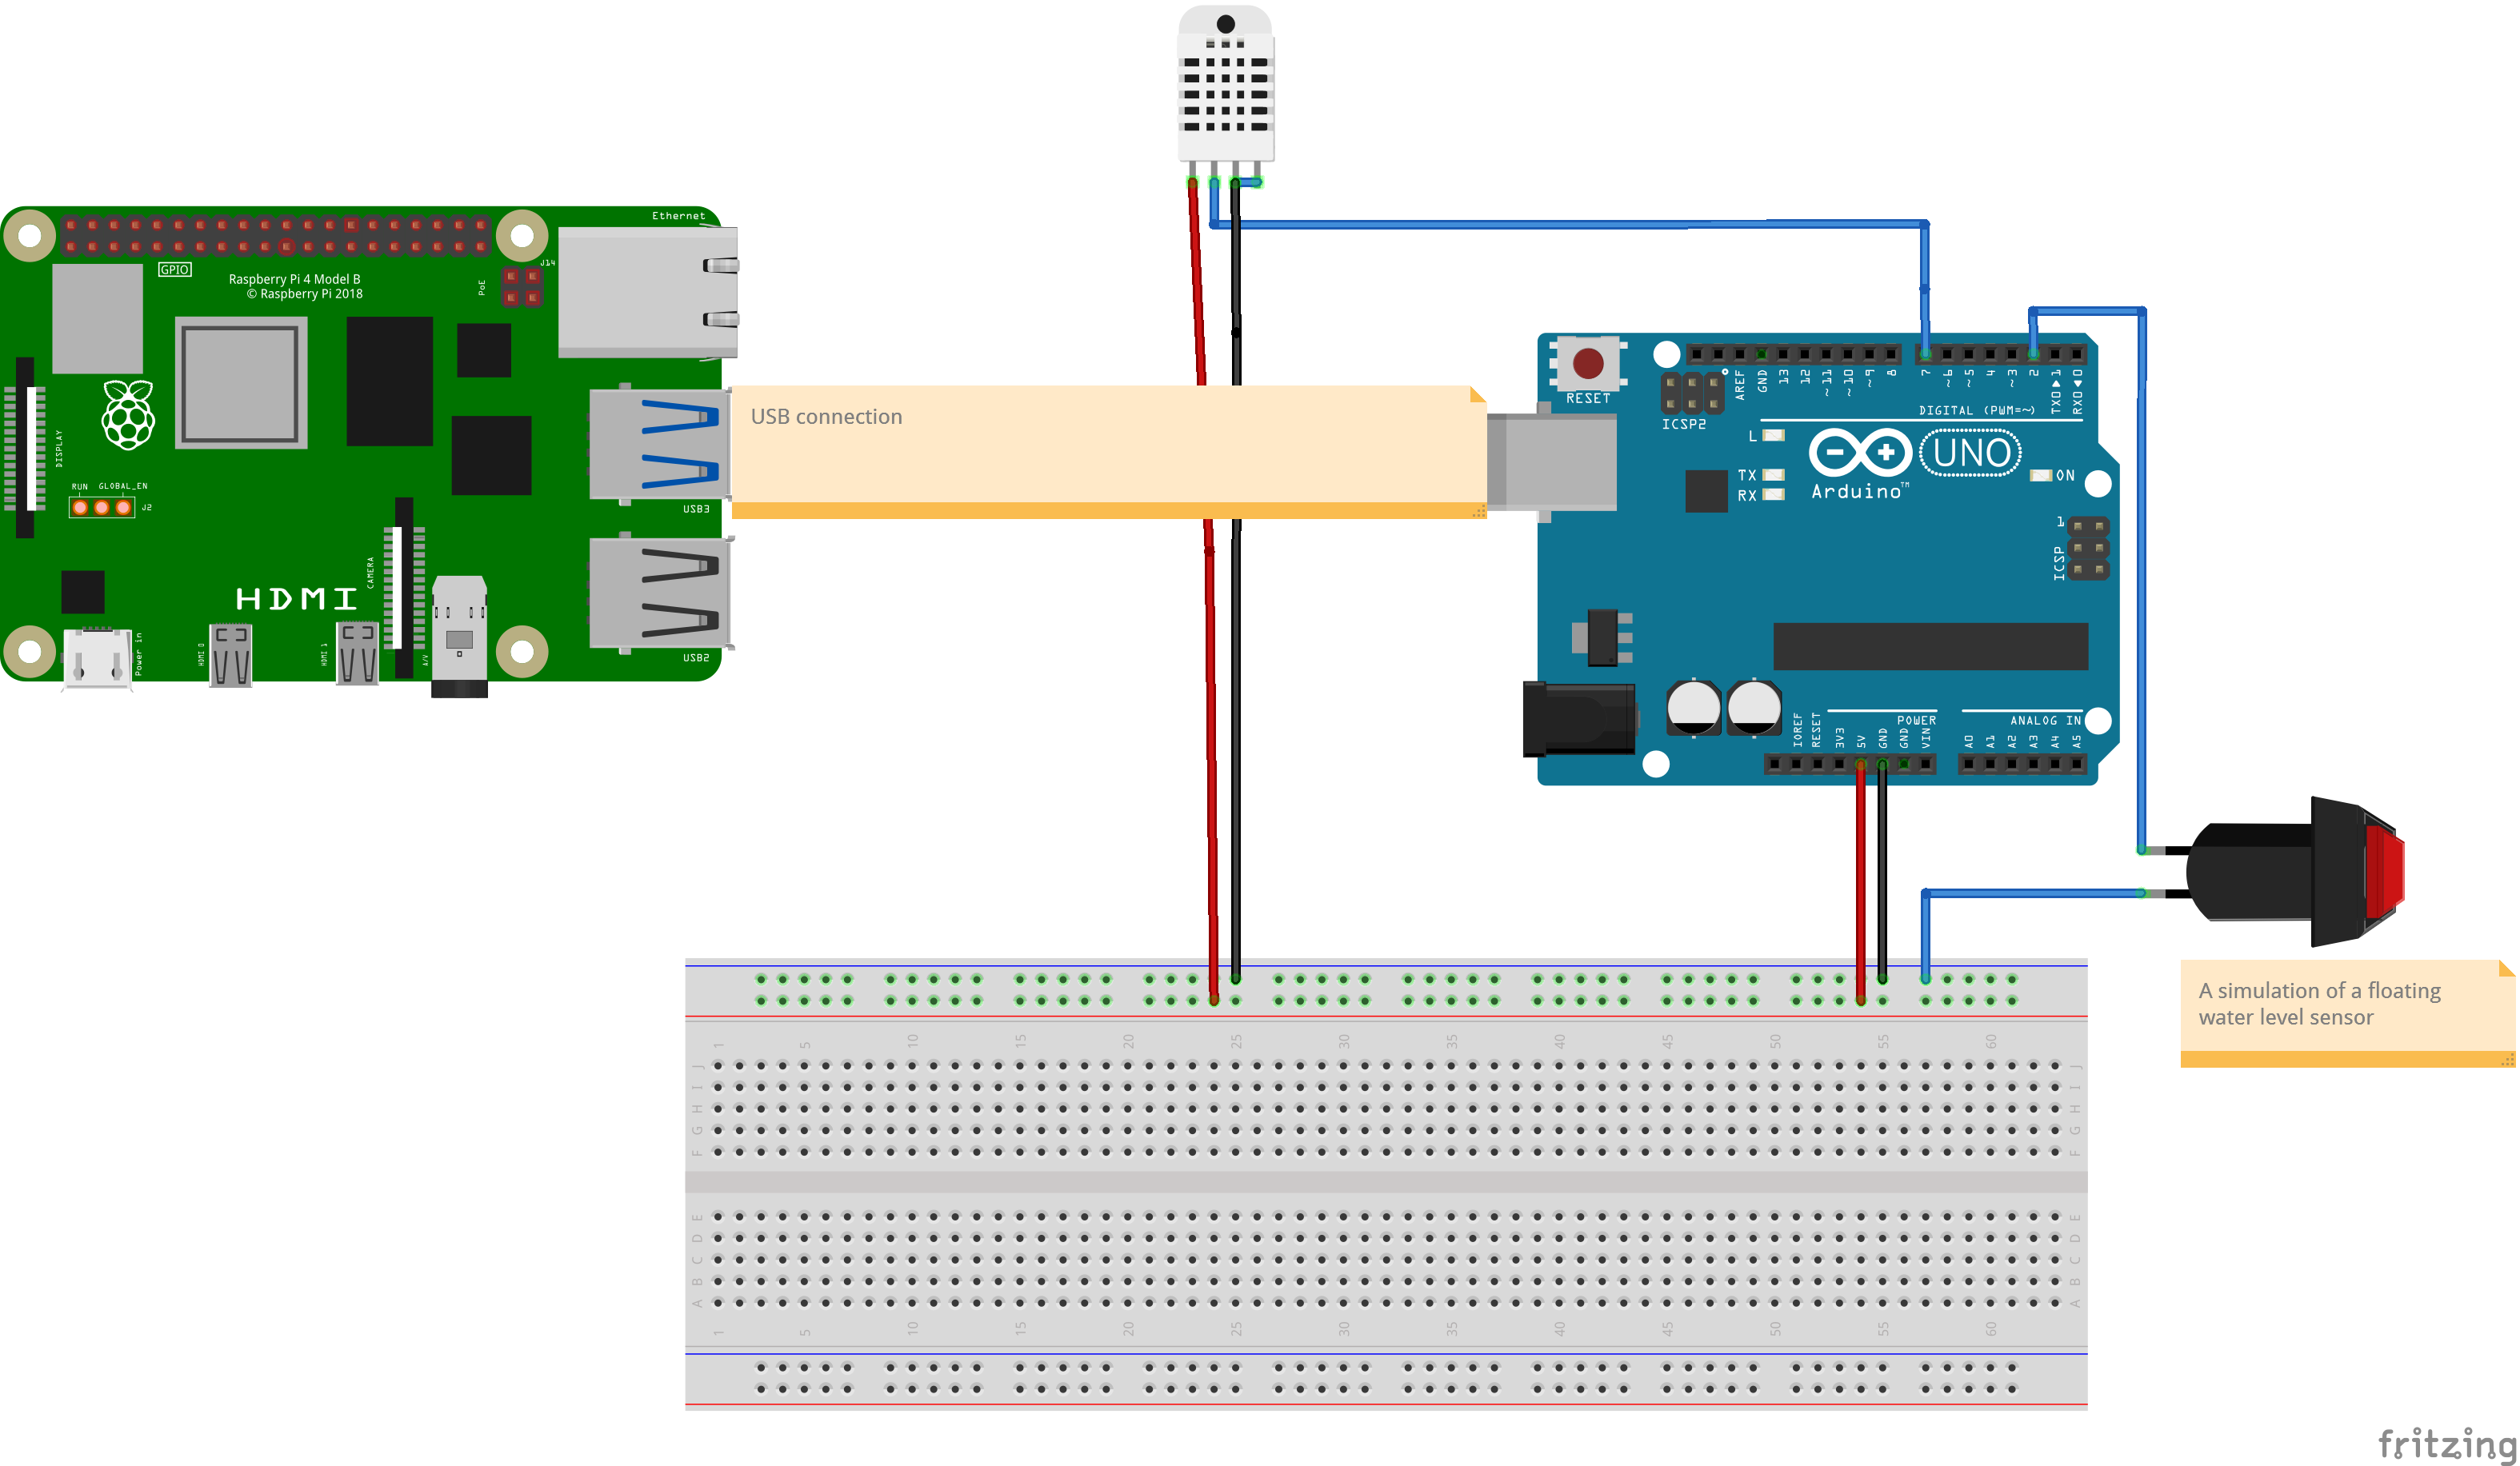 Ethernet
J14
GPIO
Raspberry Pi 4 Model B
© Raspberry Pi 2018
PoE
DISPLAY
RUN GLOBAL_EN
J2
USB3
CAMERA
HDMI
USB2
Power in
HDMI 0
HDMI 1
A/V
USB connection
RESET
ICSP2
AREF
GND
13
12
~11
~10
~9
8
7
~6
~5
4
~3
2
TX0▶1
RX0◀0
DIGITAL (PWM=~)
L
TX
RX
Arduino™
UNO
ON
1
ICSP
IOREF
RESET
3V3
5V
GND
GND
VIN
POWER
ANALOG IN
A0
A1
A2
A3
A4
A5
A simulation of a floating
water level sensor
1 5 10 15 20 25 30 35 40 45 50 55 60
J J
I I
H H
G G
F F
E E
D D
C C
B B
A A
1 5 10 15 20 25 30 35 40 45 50 55 60
fritzing